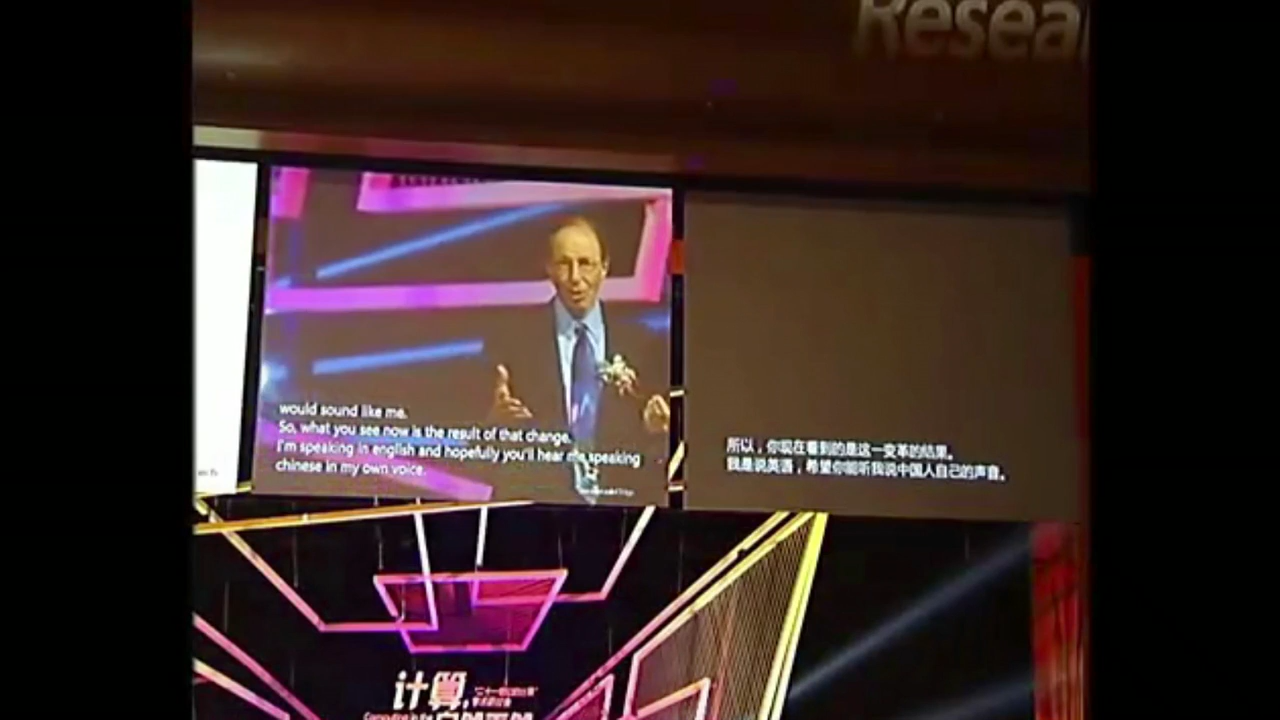 Resea
would sound like me.
So, what you see now is the result of that change.
I'm speaking in english and hopefully you'll hear me speaking
chinese in my own voice.
所以，你现在看到的是这一变革的结果。
我是说英语，希望你能听我说中国人自己的声音。
计算,
Computing in the